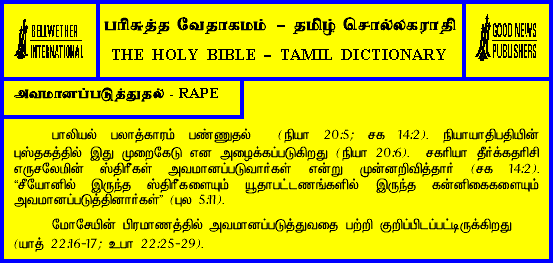 BELLWETHER
INTERNATIONAL
பரிசுத்த வேதாகமம் – தமிழ் சொல்லகராதி
THE HOLY BIBLE – TAMIL DICTIONARY
GOOD NEWS
PUBLISHERS
அவமானப்படுத்துதல் - RAPE
பாலியல் பலாத்காரம் பண்ணுதல் (நியா 20:5; சக 14:2). நியாயாதிபதியின்
புஸ்தகத்தில் இது முறைகேடு என அழைக்கப்படுகிறது (நியா 20:6). சகரியா தீர்க்கதரிசி
எருசலேமின் ஸ்திரீகள் அவமானப்படுவார்கள் என்று முன்னறிவித்தார் (சக 14:2).
“சீயோனில் இருந்த ஸ்திரீகளையும் யூதாபட்டணங்களில் இருந்த கன்னிகைகளையும்
அவமானப்படுத்தினார்கள்” (புல 5:11).
மோசேயின் பிரமாணத்தில் அவமானப்படுத்துவதை பற்றி குறிப்பிடப்பட்டிருக்கிறது
(யாத் 22:16-17; உபா 22:25-29).